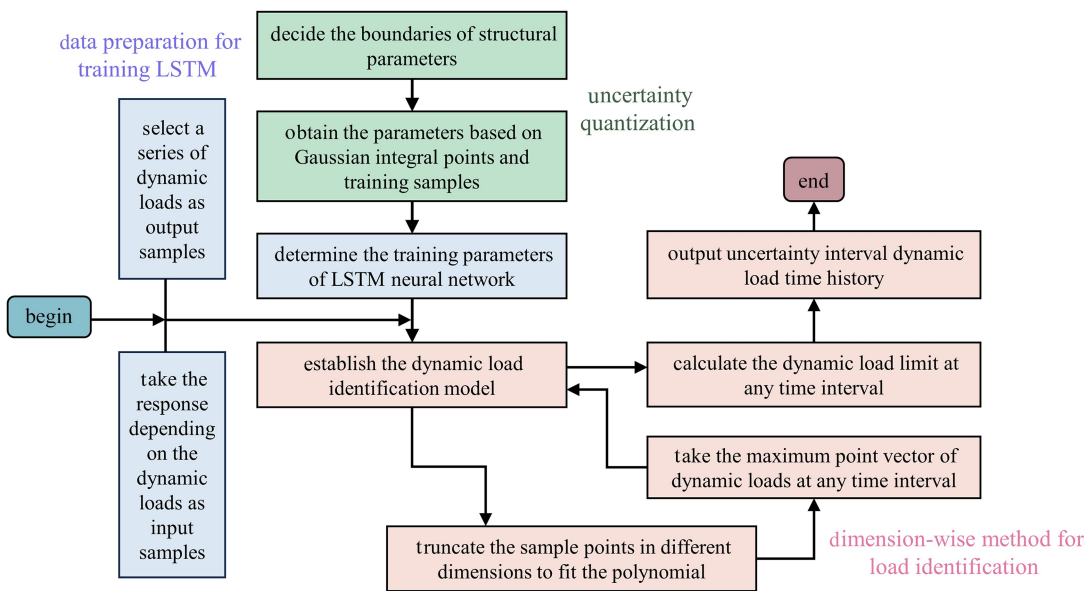 data preparation for
training LSTM
select a
series of
dynamic
loads as
output
samples
begin
take the
response
depending
on the
dynamic
loads as
input
samples
decide the boundaries of structural
parameters
uncertainty
quantization
obtain the parameters based on
Gaussian integral points and
training samples
determine the training parameters
of LSTM neural network
establish the dynamic load
identification model
truncate the sample points in different
dimensions to fit the polynomial
dimension-wise method for
load identification
take the maximum point vector of
dynamic loads at any time interval
calculate the dynamic load limit at
any time interval
output uncertainty interval dynamic
load time history
end